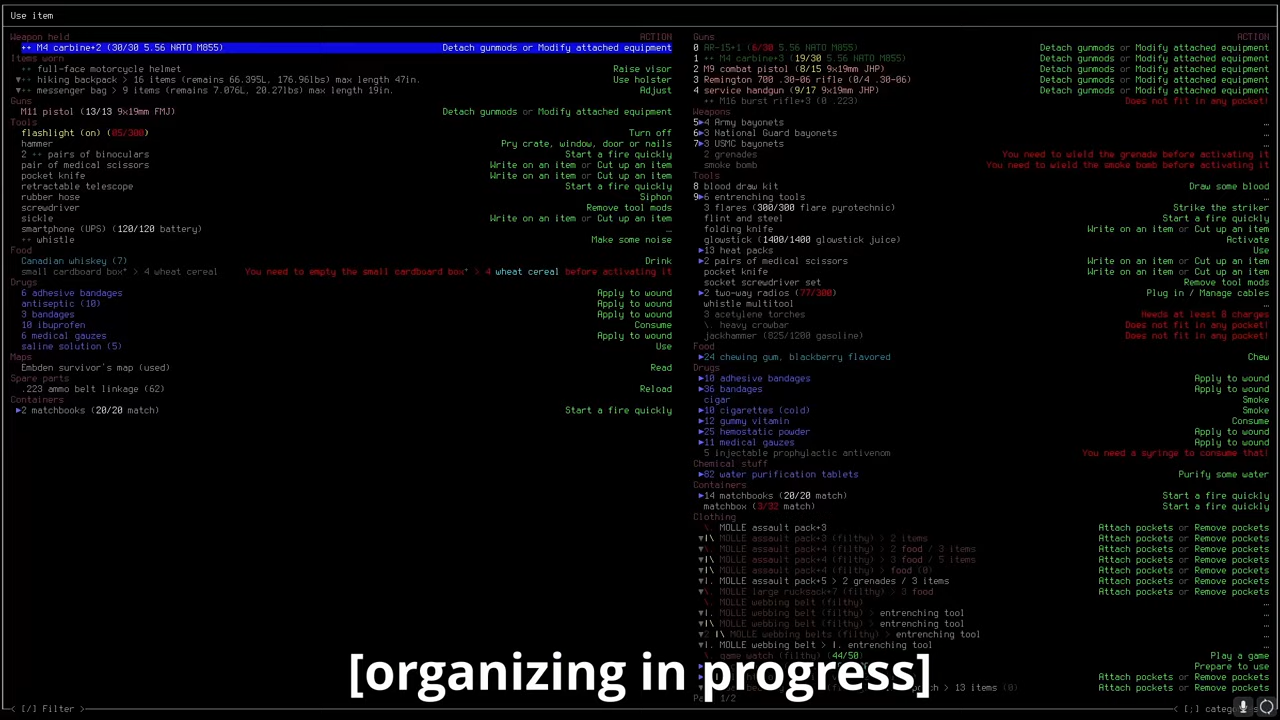 Use item
Weapon held ACTION
++ M4 carbine+2 (30/30 5.56 NATO M855) Detach gunmods or Modify attached equipment
Items worn
++ full-face motorcycle helmet Raise visor
▼++ hiking backpack > 16 items (remains 66.395L, 176.96lbs) max length 47in. Use holster
▼++ messenger bag > 9 items (remains 7.076L, 20.27lbs) max length 19in. Adjust
Guns
M11 pistol (13/13 9x19mm FMJ) Detach gunmods or Modify attached equipment
Tools
flashlight (on) (85/300) Turn off
hammer Pry crate, window, door or nails
2 ++ pairs of binoculars Start a fire quickly
pair of medical scissors Write on an item or Cut up an item
pocket knife Write on an item or Cut up an item
retractable telescope Start a fire quickly
rubber hose Siphon
screwdriver Remove tool mods
sickle Write on an item or Cut up an item
smartphone (UPS) (120/120 battery) …
++ whistle Make some noise
Food
Canadian whiskey (7) Drink
small cardboard box* > 4 wheat cereal You need to empty the small cardboard box* > 4 wheat cereal before activating it
Drugs
6 adhesive bandages Apply to wound
antiseptic (10) Apply to wound
3 bandages Apply to wound
10 ibuprofen Consume
6 medical gauzes Apply to wound
saline solution (5) Use
Maps
Embden survivor's map (used) Read
Spare parts
.223 ammo belt linkage (62) Reload
Containers
►2 matchbooks (20/20 match) Start a fire quickly
Guns ACTION
0 AR-15+1 (6/30 5.56 NATO M855) Detach gunmods or Modify attached equipment
1 ++ M4 carbine+3 (19/30 5.56 NATO M855) Detach gunmods or Modify attached equipment
2 M9 combat pistol (8/15 9x19mm JHP) Detach gunmods or Modify attached equipment
3 Remington 700 .30-06 rifle (0/4 .30-06) Detach gunmods or Modify attached equipment
4 service handgun (9/17 9x19mm JHP) Detach gunmods or Modify attached equipment
++ M16 burst rifle+3 (0 .223) Does not fit in any pocket!
Weapons
5►4 Army bayonets …
6►3 National Guard bayonets …
7►3 USMC bayonets …
2 grenades You need to wield the grenade before activating it
smoke bomb You need to wield the smoke bomb before activating it
Tools
8 blood draw kit Draw some blood
9►6 entrenching tools …
3 flares (300/300 flare pyrotechnic) Strike the striker
flint and steel Start a fire quickly
folding knife Write on an item or Cut up an item
glowstick (1400/1400 glowstick juice) Activate
►13 heat packs Use
►2 pairs of medical scissors Write on an item or Cut up an item
pocket knife Write on an item or Cut up an item
socket screwdriver set Remove tool mods
►2 two-way radios (77/300) Plug in / Manage cables
whistle multitool …
3 acetylene torches Needs at least 8 charges
\. heavy crowbar Does not fit in any pocket!
jackhammer (825/1200 gasoline) Does not fit in any pocket!
Food
►24 chewing gum, blackberry flavored Chew
Drugs
►10 adhesive bandages Apply to wound
►36 bandages Apply to wound
cigar Smoke
►10 cigarettes (cold) Smoke
►12 gummy vitamin Consume
►25 hemostatic powder Apply to wound
►11 medical gauzes Apply to wound
5 injectable prophylactic antivenom You need a syringe to consume that!
Chemical stuff
►82 water purification tablets Purify some water
Containers
►14 matchbooks (20/20 match) Start a fire quickly
matchbox (3/32 match) Start a fire quickly
Clothing
\. MOLLE assault pack+3 Attach pockets or Remove pockets
▼|\ MOLLE assault pack+3 (filthy) > 2 items Attach pockets or Remove pockets
▼\. MOLLE assault pack+4 (filthy) > 2 food / 3 items Attach pockets or Remove pockets
▼|\ MOLLE assault pack+4 (filthy) > 3 food / 5 items Attach pockets or Remove pockets
▼|\ MOLLE assault pack+4 (filthy) > food (0) Attach pockets or Remove pockets
▼|. MOLLE assault pack+5 > 2 grenades / 3 items Attach pockets or Remove pockets
▼\. MOLLE large rucksack+7 (filthy) > 3 food Attach pockets or Remove pockets
\. MOLLE webbing belt (filthy) …
▼|. MOLLE webbing belt (filthy) > entrenching tool …
▼|\ MOLLE webbing belt (filthy) > entrenching tool …
▼2 |\ MOLLE webbing belts (filthy) > entrenching tool …
▼|. MOLLE webbing belt > |. entrenching tool …
\. game watch (filthy) (44/50) Play a game
Prepare to use
> 13 items (0) Attach pockets or Remove pockets
1/2
[organizing in progress]
< [/] Filter >
< [;]